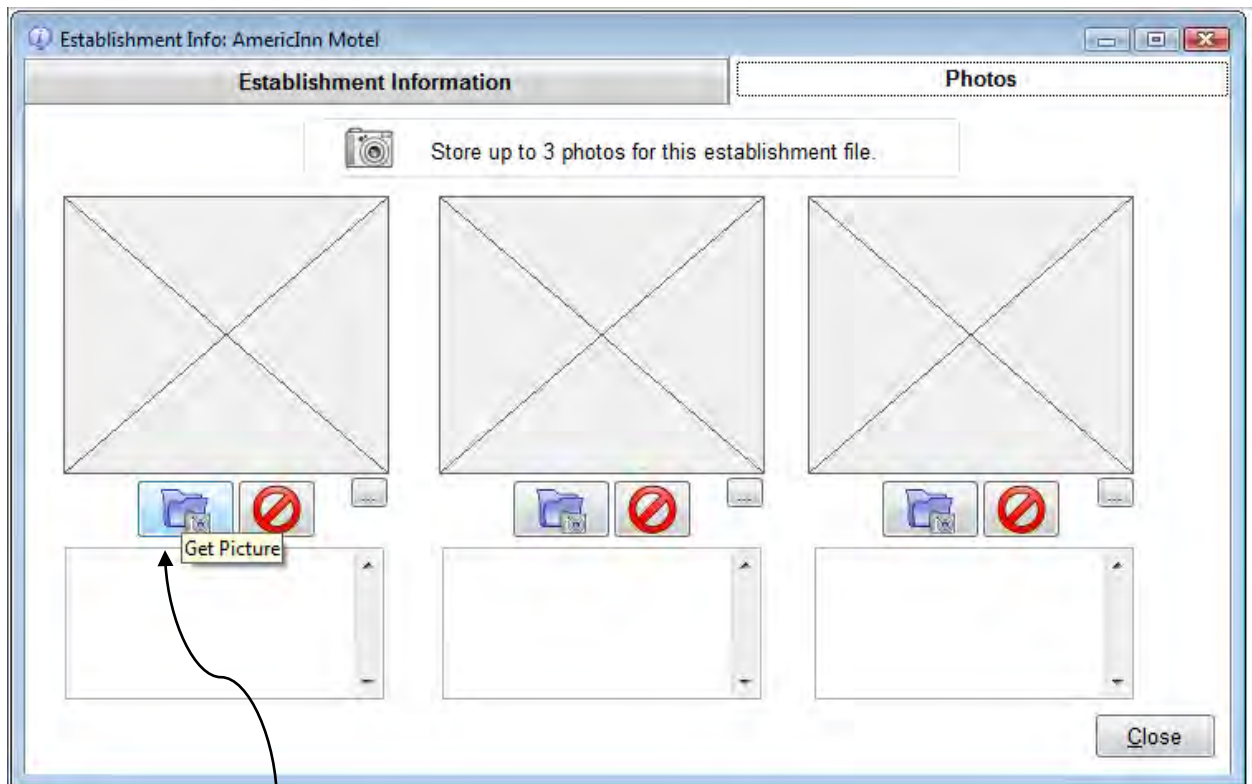 Establishment Info: AmericInn Motel
Establishment Information
Photos
Store up to 3 photos for this establishment file.
...
...
...
Get Picture
Close